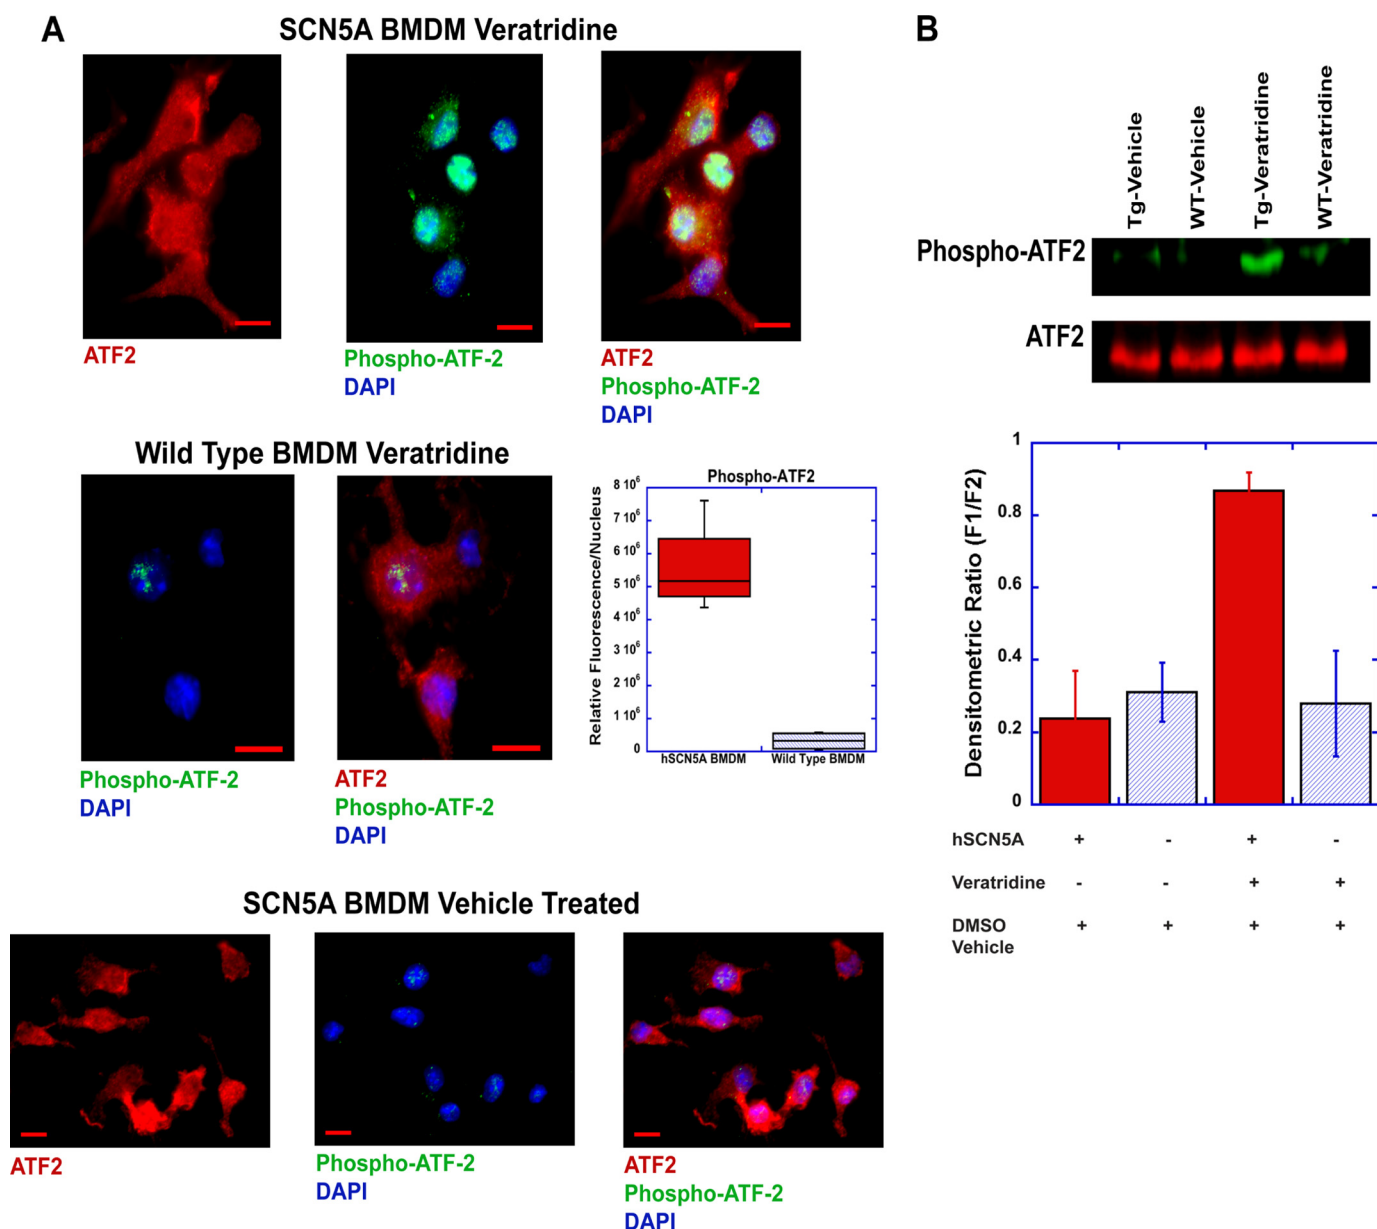 A
SCN5A BMDM Veratridine
ATF2
Phospho-ATF-2
DAPI
ATF2
Phospho-ATF-2
DAPI
Wild Type BMDM Veratridine
Phospho-ATF-2
DAPI
ATF2
Phospho-ATF-2
DAPI
Phospho-ATF2
Relative Fluorescence/Nucleus
8 10⁶
7 10⁶
6 10⁶
5 10⁶
4 10⁶
3 10⁶
2 10⁶
1 10⁶
0
hSCN5A BMDM
Wild Type BMDM
SCN5A BMDM Vehicle Treated
ATF2
Phospho-ATF-2
DAPI
ATF2
Phospho-ATF-2
DAPI
B
Tg-Vehicle
WT-Vehicle
Tg-Veratridine
WT-Veratridine
Phospho-ATF2
ATF2
Densitometric Ratio (F1/F2)
1
0.8
0.6
0.4
0.2
0
hSCN5A + - + -
Veratridine - - + +
DMSO + + + +
Vehicle